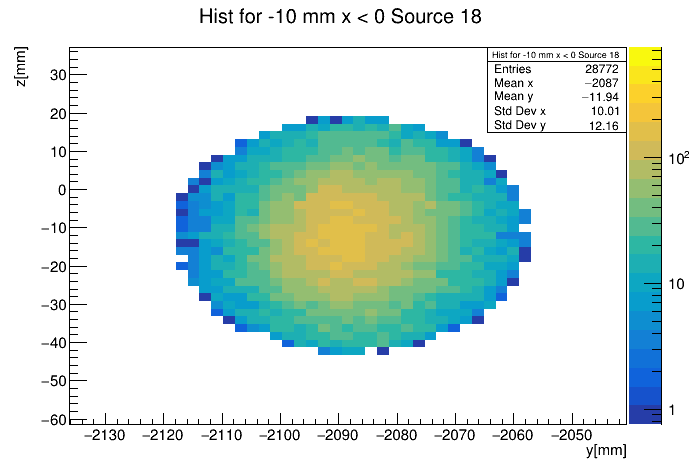 Hist for -10 mm x < 0 Source 18
z[mm]
Hist for -10 mm x < 0 Source 18
Entries 28772
Mean x −2087
Mean y −11.94
Std Dev x 10.01
Std Dev y 12.16
30
20
10
0
−10
−20
−30
−40
−50
−60
−2130 −2120 −2110 −2100 −2090 −2080 −2070 −2060 −2050
y[mm]
10²
10
1